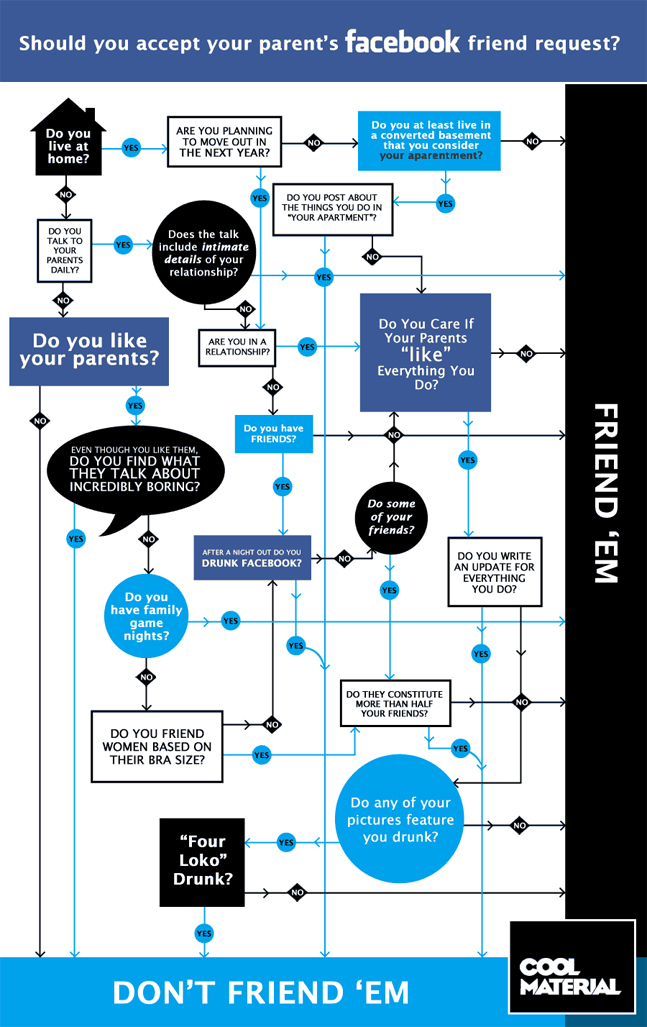 Should you accept your parent's facebook friend request?
Do you
live at
home?
YES
ARE YOU PLANNING
TO MOVE OUT IN
THE NEXT YEAR?
NO
Do you at least live in
a converted basement
that you consider
your aparentment?
NO
NO
YES
YES
DO YOU POST ABOUT
THE THINGS YOU DO IN
"YOUR APARTMENT"?
DO YOU
TALK TO
YOUR
PARENTS
DAILY?
YES
Does the talk
include intimate
details of your
relationship?
YES
NO
NO
NO
Do you like
your parents?
ARE YOU IN A
RELATIONSHIP?
YES
Do You Care If
Your Parents
"like"
Everything You
Do?
NO
NO
YES
NO
Do you have
FRIENDS?
NO
EVEN THOUGH YOU LIKE THEM,
DO YOU FIND WHAT
THEY TALK ABOUT
INCREDIBLY BORING?
YES
YES
Do some
of your
friends?
YES
NO
AFTER A NIGHT OUT DO YOU
DRUNK FACEBOOK?
NO
DO YOU WRITE
AN UPDATE FOR
EVERYTHING
YOU DO?
FRIEND 'EM
Do you
have family
game
nights?
YES
YES
YES
YES
NO
DO THEY CONSTITUTE
MORE THAN HALF
YOUR FRIENDS?
NO
DO YOU FRIEND
WOMEN BASED ON
THEIR BRA SIZE?
NO
YES
YES
Do any of your
pictures feature
you drunk?
NO
YES
"Four
Loko"
Drunk?
NO
YES
DON'T FRIEND 'EM
COOL
MATERIAL